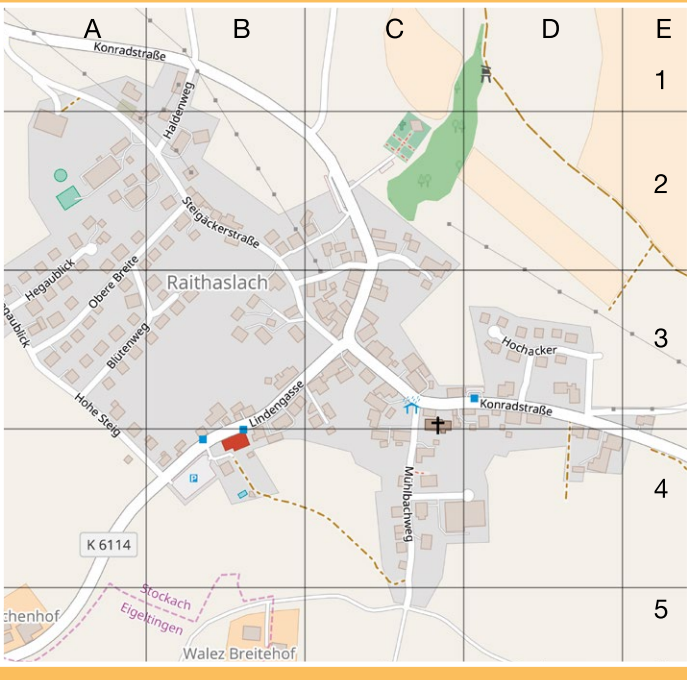 A B C D E
Konradstraße
1
Haldenweg
2
Steigäckerstraße
Hegaublick
Obere Breite
Raithaslach
gaublick
Blütenweg
3
Hochacker
Hohe Steig
Lindengasse
Konradstraße
P
Mühlbachweg
4
K 6114
Stockach
Eigeltingen
5
chenhof
Walez Breitehof